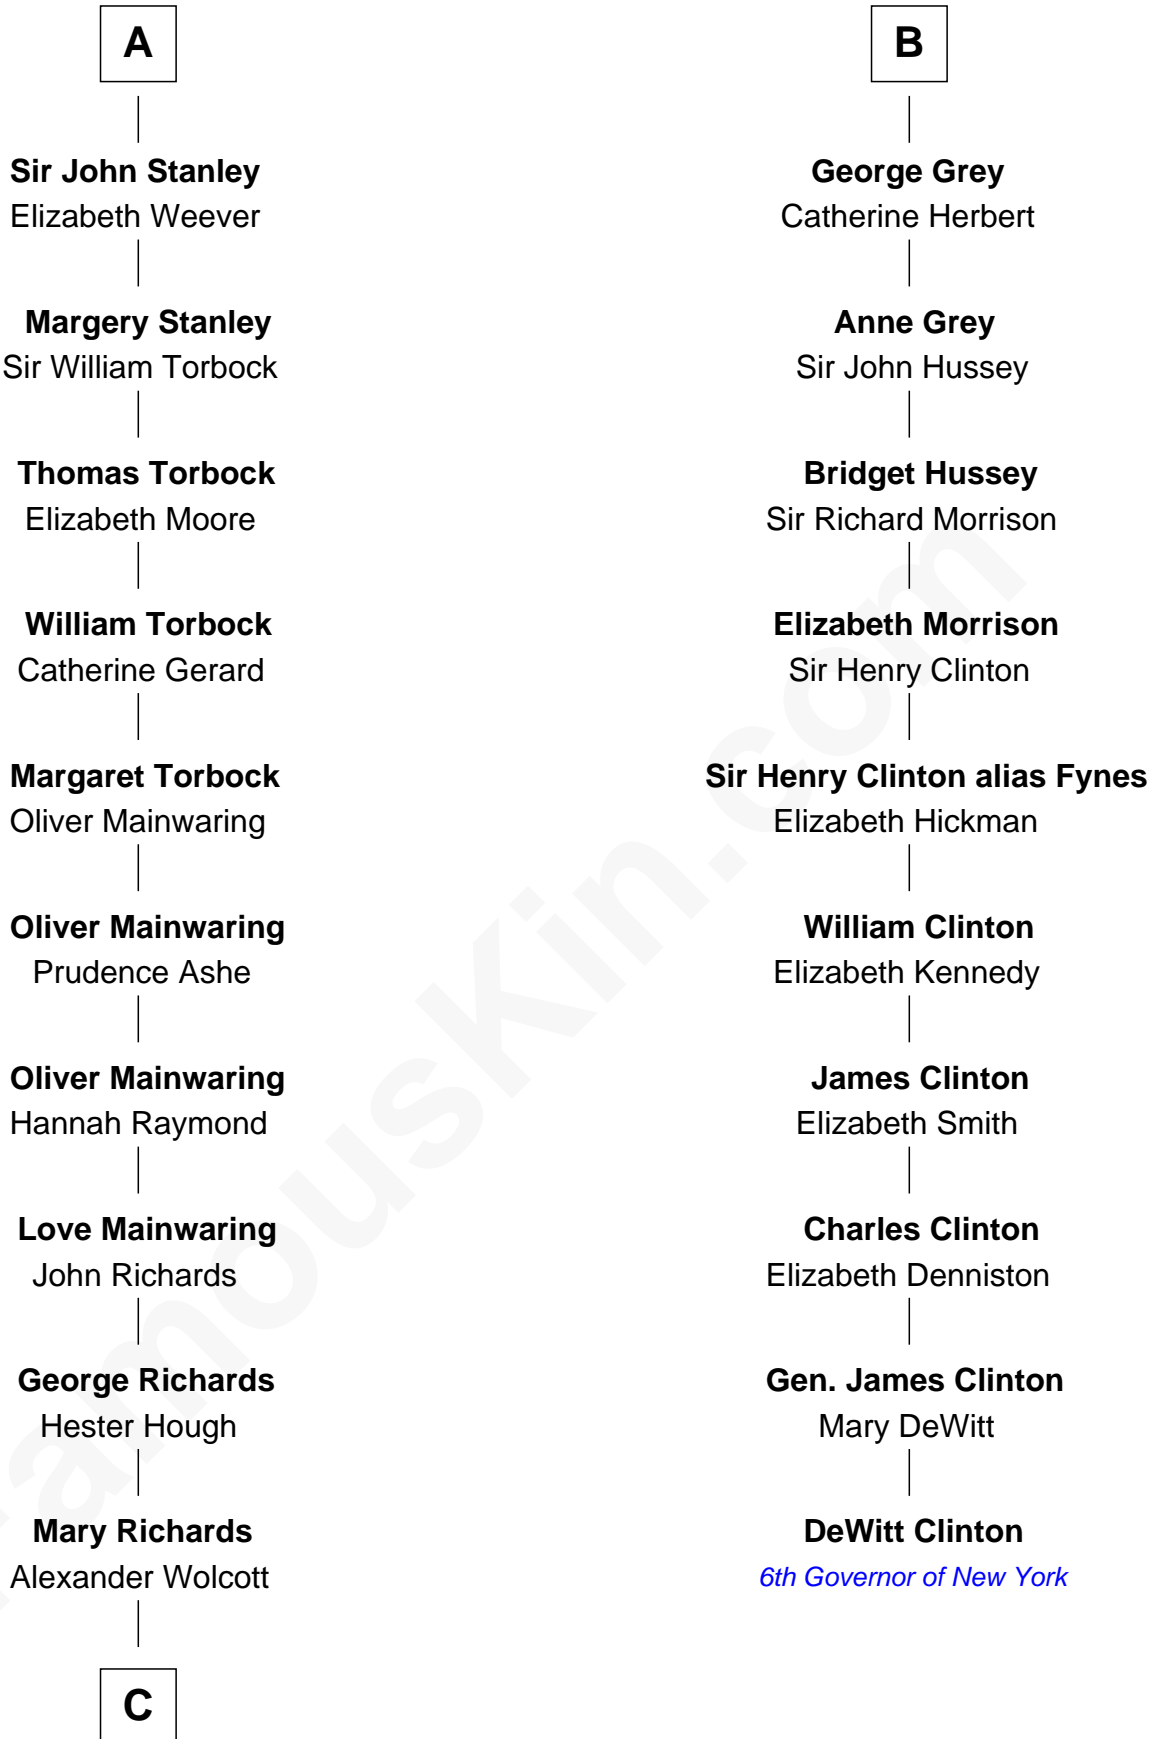 A
Sir John Stanley
Elizabeth Weever
Margery Stanley
Sir William Torbock
Thomas Torbock
Elizabeth Moore
William Torbock
Catherine Gerard
Margaret Torbock
Oliver Mainwaring
Oliver Mainwaring
Prudence Ashe
Oliver Mainwaring
Hannah Raymond
Love Mainwaring
John Richards
George Richards
Hester Hough
Mary Richards
Alexander Wolcott
C
B
George Grey
Catherine Herbert
Anne Grey
Sir John Hussey
Bridget Hussey
Sir Richard Morrison
Elizabeth Morrison
Sir Henry Clinton
Sir Henry Clinton alias Fynes
Elizabeth Hickman
William Clinton
Elizabeth Kennedy
James Clinton
Elizabeth Smith
Charles Clinton
Elizabeth Denniston
Gen. James Clinton
Mary DeWitt
DeWitt Clinton
6th Governor of New York
FamousKin.com